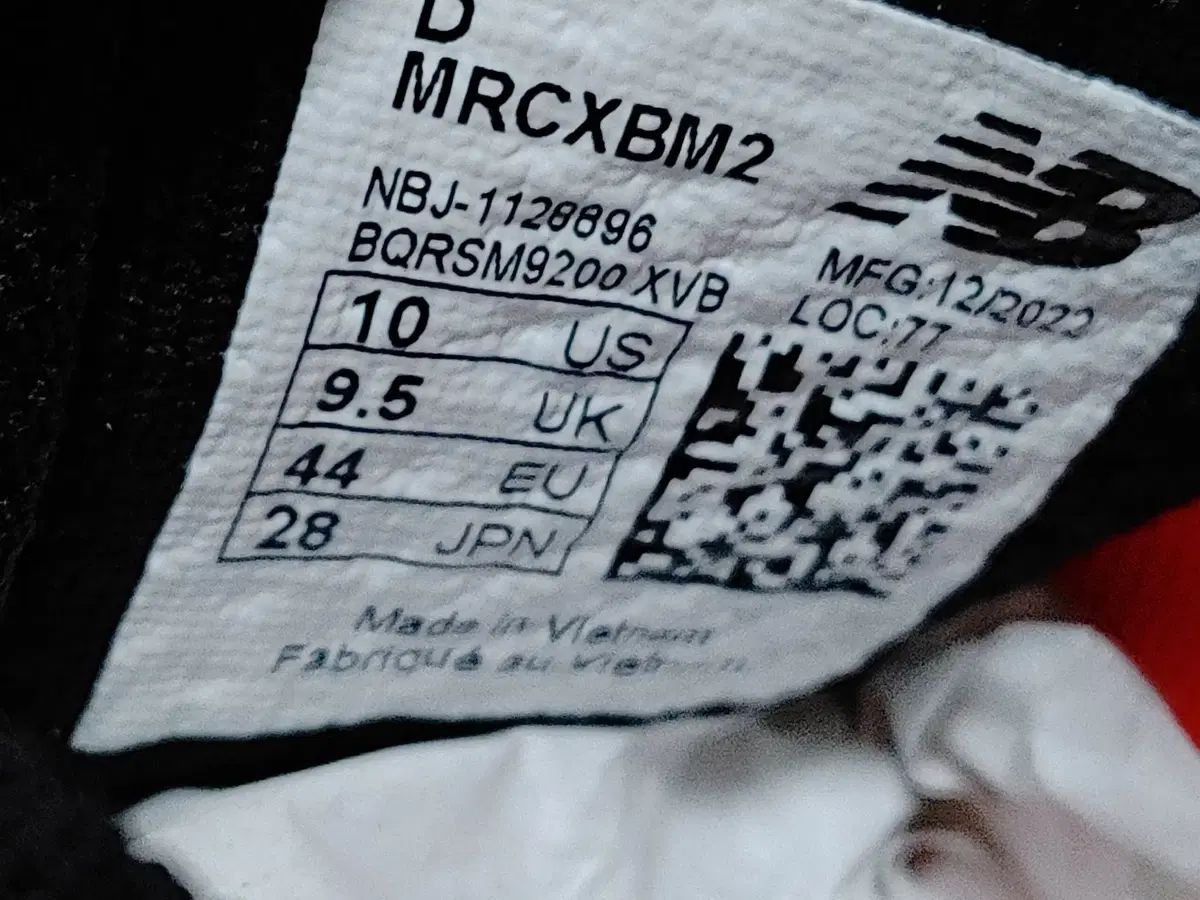 D
MRCXBM2
NB
NBJ-1128896
BQRSM9200 XVB
MFG:12/2022
LOC:77
10 US
9.5 UK
44 EU
28 JPN
Made in Vietnam
Fabriqué au Vietnam